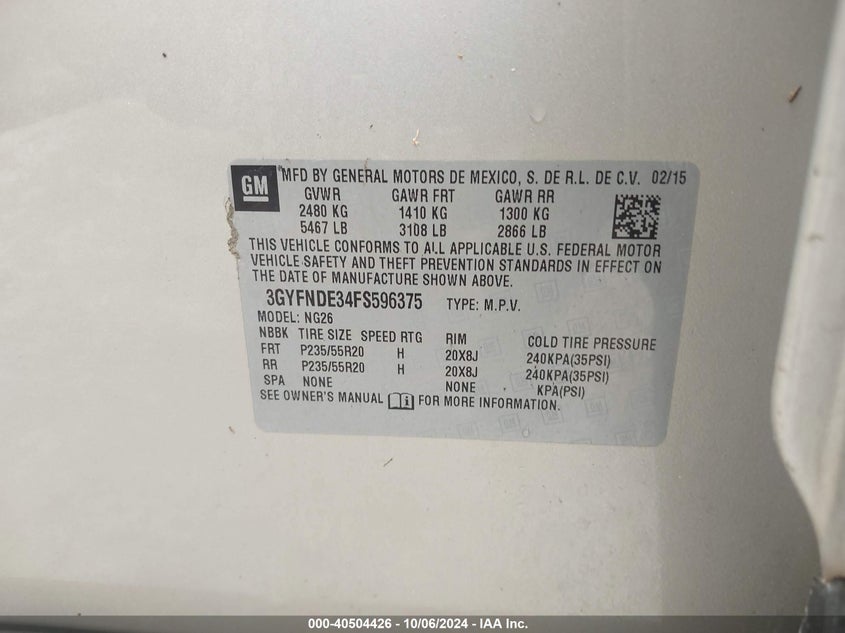 GM
MFD BY GENERAL MOTORS DE MEXICO, S. DE R.L. DE C.V. 02/15
GVWR GAWR FRT GAWR RR
2480 KG 1410 KG 1300 KG
5467 LB 3108 LB 2866 LB
THIS VEHICLE CONFORMS TO ALL APPLICABLE U.S. FEDERAL MOTOR
VEHICLE SAFETY AND THEFT PREVENTION STANDARDS IN EFFECT ON
THE DATE OF MANUFACTURE SHOWN ABOVE.
3GYFNDE34FS596375 TYPE: M.P.V.
MODEL: NG26
NBBK TIRE SIZE SPEED RTG RIM COLD TIRE PRESSURE
FRT P235/55R20 H 20X8J 240KPA(35PSI)
RR P235/55R20 H 20X8J 240KPA(35PSI)
SPA NONE NONE KPA(PSI)
SEE OWNER'S MANUAL FOR MORE INFORMATION.
000-40504426 - 10/06/2024 - IAA Inc.